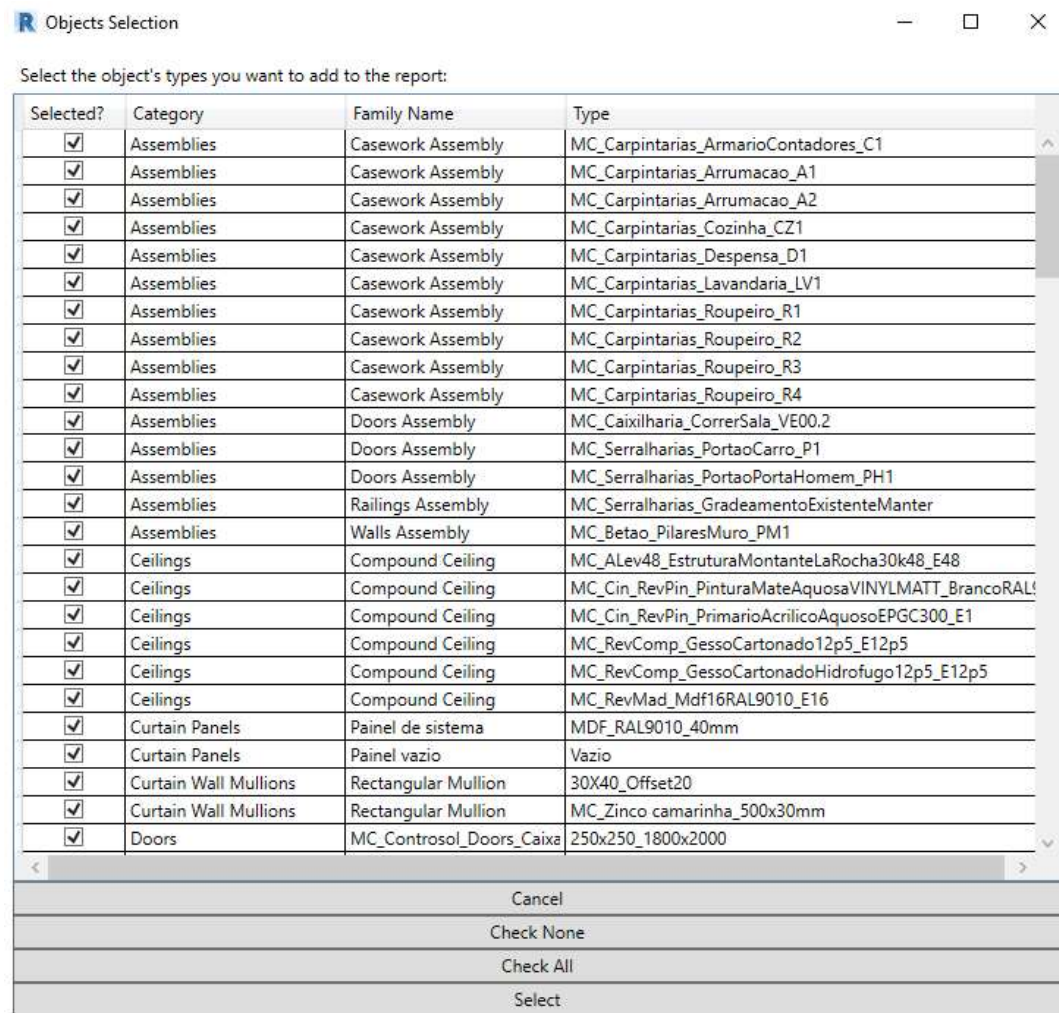 R Objects Selection
Select the object's types you want to add to the report:
Selected? Category Family Name Type
Assemblies Casework Assembly MC_Carpintarias_ArmarioContadores_C1
Assemblies Casework Assembly MC_Carpintarias_Arrumacao_A1
Assemblies Casework Assembly MC_Carpintarias_Arrumacao_A2
Assemblies Casework Assembly MC_Carpintarias_Cozinha_CZ1
Assemblies Casework Assembly MC_Carpintarias_Despensa_D1
Assemblies Casework Assembly MC_Carpintarias_Lavandaria_LV1
Assemblies Casework Assembly MC_Carpintarias_Roupeiro_R1
Assemblies Casework Assembly MC_Carpintarias_Roupeiro_R2
Assemblies Casework Assembly MC_Carpintarias_Roupeiro_R3
Assemblies Casework Assembly MC_Carpintarias_Roupeiro_R4
Assemblies Doors Assembly MC_Caixilharia_CorrerSala_VE00.2
Assemblies Doors Assembly MC_Serralharias_PortaoCarro_P1
Assemblies Doors Assembly MC_Serralharias_PortaoPortaHomem_PH1
Assemblies Railings Assembly MC_Serralharias_GradeamentoExistenteManter
Assemblies Walls Assembly MC_Betao_PilaresMuro_PM1
Ceilings Compound Ceiling MC_ALev48_EstruturaMontanteLaRocha30k48_E48
Ceilings Compound Ceiling MC_Cin_RevPin_PinturaMateAquosaVINYLMATT_BrancoRAL9
Ceilings Compound Ceiling MC_Cin_RevPin_PrimarioAcrilicoAquosoEPGC300_E1
Ceilings Compound Ceiling MC_RevComp_GessoCartonado12p5_E12p5
Ceilings Compound Ceiling MC_RevComp_GessoCartonadoHidrofugo12p5_E12p5
Ceilings Compound Ceiling MC_RevMad_Mdf16RAL9010_E16
Curtain Panels Painel de sistema MDF_RAL9010_40mm
Curtain Panels Painel vazio Vazio
Curtain Wall Mullions Rectangular Mullion 30X40_Offset20
Curtain Wall Mullions Rectangular Mullion MC_Zinco camarinha_500x30mm
Doors MC_Controsol_Doors_Caixa 250x250_1800x2000
Cancel
Check None
Check All
Select